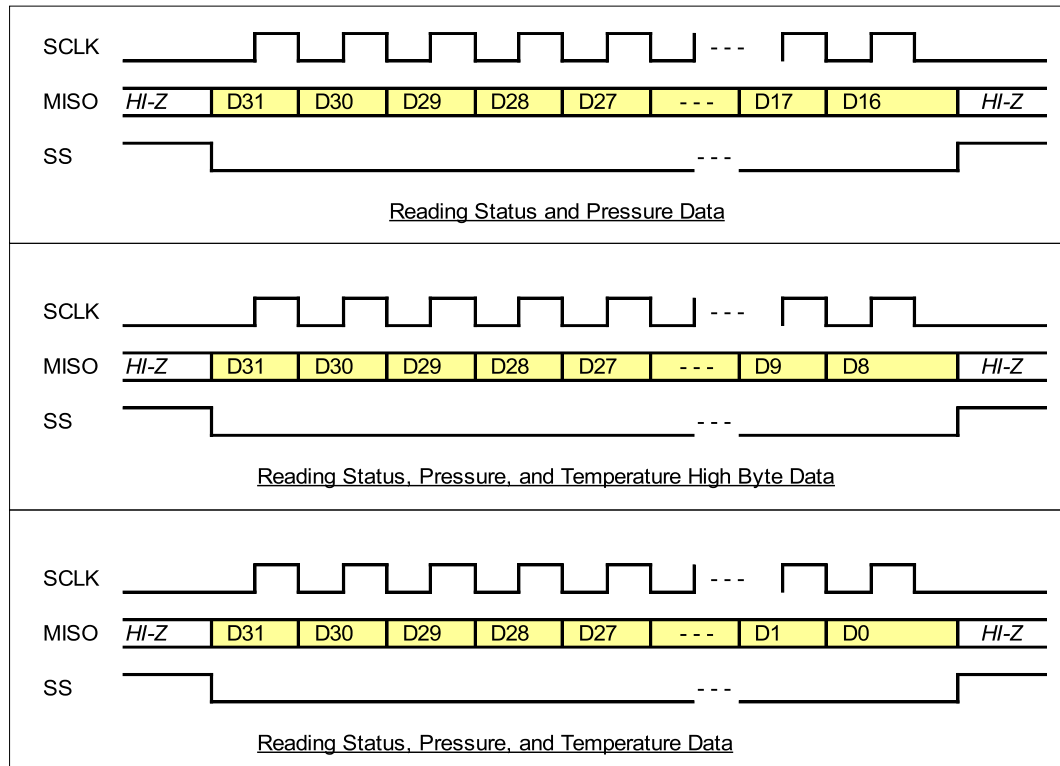 SCLK - - -
MISO HI-Z D31 D30 D29 D28 D27 - - - D17 D16 HI-Z
SS - - -
Reading Status and Pressure Data
SCLK - - -
MISO HI-Z D31 D30 D29 D28 D27 - - - D9 D8 HI-Z
SS - - -
Reading Status, Pressure, and Temperature High Byte Data
SCLK - - -
MISO HI-Z D31 D30 D29 D28 D27 - - - D1 D0 HI-Z
SS - - -
Reading Status, Pressure, and Temperature Data